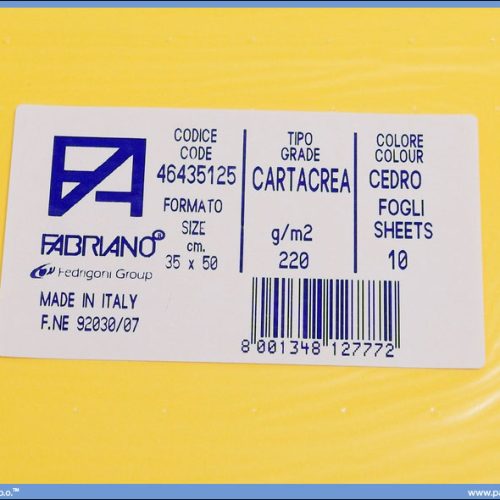 CODICE
CODE
46435125
FORMATO
SIZE
cm.
35 x 50
TIPO
GRADE
CARTACREA
g/m2
220
COLORE
COLOUR
CEDRO
FOGLI
SHEETS
10
FABRIANO®
Fedrigoni Group
MADE IN ITALY
F.NE 92030/07
8 001348 127772